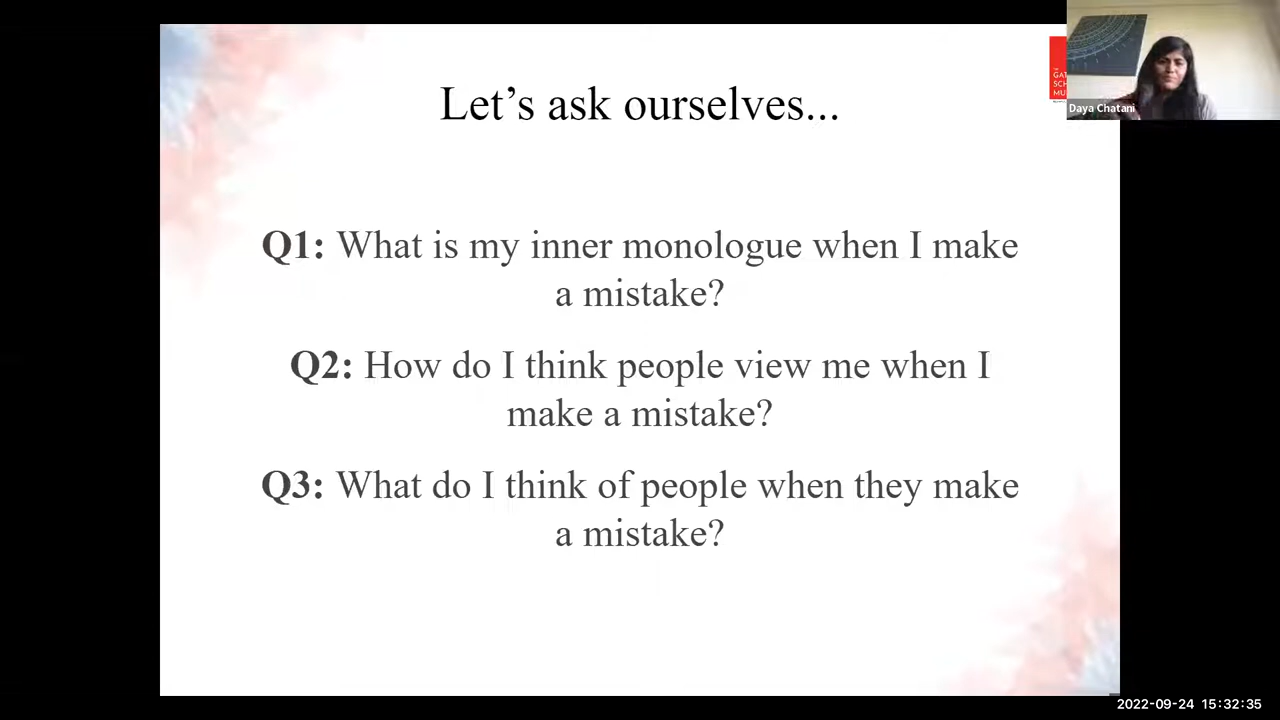 Let’s ask ourselves...
Q1: What is my inner monologue when I make
a mistake?
Q2: How do I think people view me when I
make a mistake?
Q3: What do I think of people when they make
a mistake?
Daya Chatani
2022-09-24 15:32:35